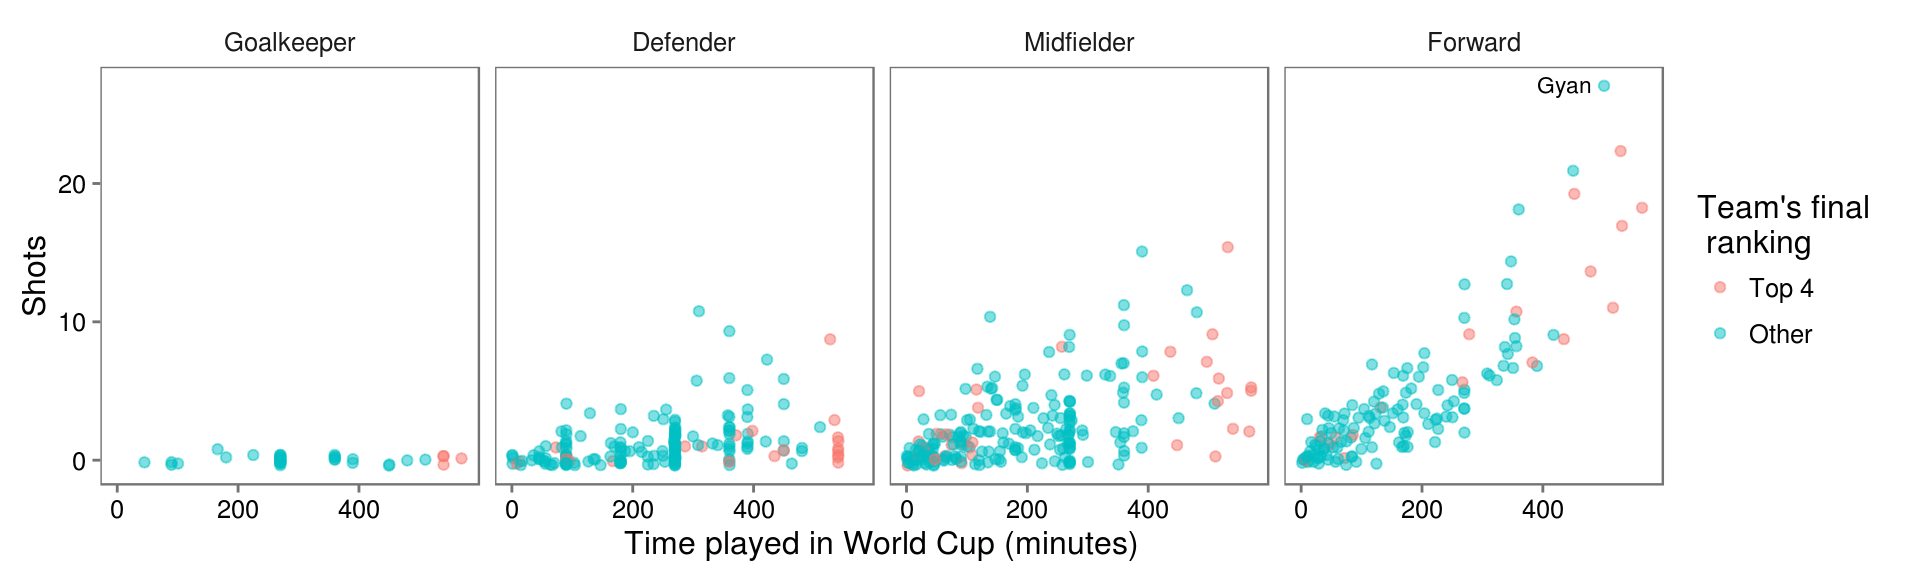 Goalkeeper
Defender
Midfielder
Forward
Gyan
Shots
20
10
0
0 200 400
0 200 400
0 200 400
0 200 400
Time played in World Cup (minutes)
Team's final
ranking
Top 4
Other